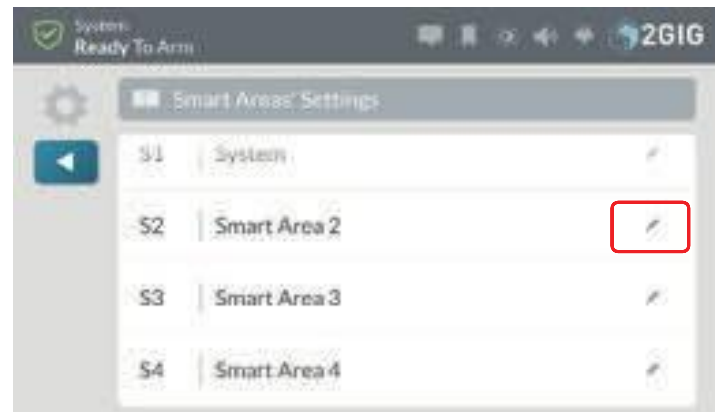 System:
Ready To Arm
2GIG
Smart Areas' Settings
S1 System
S2 Smart Area 2
S3 Smart Area 3
S4 Smart Area 4